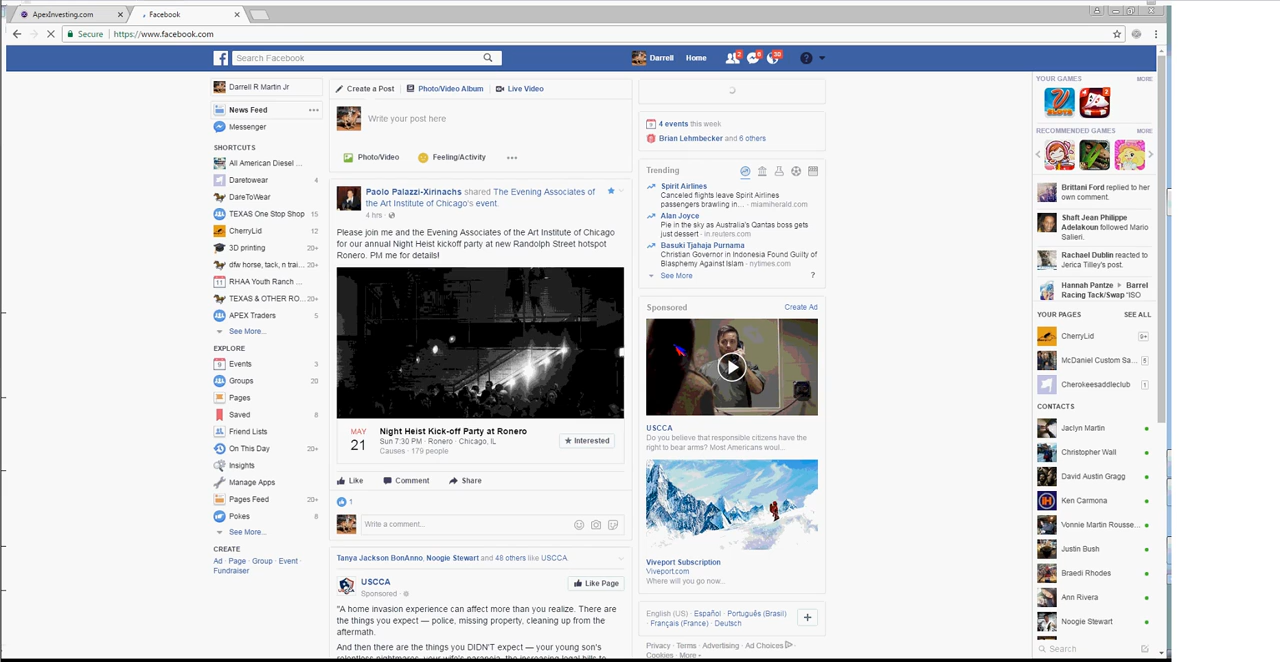 ApexInvesting.com
Facebook
Secure
https://www.facebook.com
Search Facebook
Darrell
Home
2
6
30
Darrell R Martin Jr
News Feed
Messenger
SHORTCUTS
All American Diesel ...
Daretowear 4
DareToWear
TEXAS One Stop Shop 15
CherryLid 12
3D printing 20+
dfw horse, tack, n trai... 20+
RHAA Youth Ranch ...
TEXAS & OTHER RO... 20+
APEX Traders 5
See More...
EXPLORE
Events 3
Groups 20
Pages
Saved 8
Friend Lists
On This Day 20+
Insights
Manage Apps
Pages Feed 20+
Pokes 8
See More...
CREATE
Ad · Page · Group · Event ·
Fundraiser
Create a Post
Photo/Video Album
Live Video
Write your post here
Photo/Video
Feeling/Activity
Paolo Palazzi-Xirinachs shared The Evening Associates of
the Art Institute of Chicago's event.
4 hrs ·
Please join me and the Evening Associates of the Art Institute of Chicago
for our annual Night Heist kickoff party at new Randolph Street hotspot
Ronero. PM me for details!
MAY
21
Night Heist Kick-off Party at Ronero
Sun 7:30 PM · Ronero · Chicago, IL
Causes · 179 people
Interested
Like
Comment
Share
1
Write a comment...
Tanya Jackson BonAnno, Noogie Stewart and 48 others like USCCA
USCCA
Sponsored ·
Like Page
"A home invasion experience can affect more than you realize. There are
the things you expect — police, missing property, cleaning up from the
aftermath.
And then there are the things you DIDN'T expect — your young son's
relentless nightmares, your wife's paranoia, the increasing legal bills to
4 events this week
Brian Lehmbecker and 6 others
Trending
Spirit Airlines
Canceled flights leave Spirit Airlines
passengers brawling in... - miamiherald.com
Alan Joyce
Pie in the sky as Australia's Qantas boss gets
just dessert - in.reuters.com
Basuki Tjahaja Purnama
Christian Governor in Indonesia Found Guilty of
Blasphemy Against Islam - nytimes.com
See More
?
Sponsored
Create Ad
USCCA
Do you believe that responsible citizens have the
right to bear arms? Most Americans woul...
Viveport Subscription
Viveport.com
Where will you go now...
English (US) · Español · Português (Brasil)
· Français (France) · Deutsch
Privacy · Terms · Advertising · Ad Choices
Cookies · More
YOUR GAMES
MORE
RECOMMENDED GAMES
MORE
Brittani Ford replied to her
own comment.
Shaft Jean Philippe
Adelakoun followed Mario
Salieri.
Rachael Dublin reacted to
Jerica Tilley's post.
Hannah Pantze ▸ Barrel
Racing Tack/Swap "ISO
YOUR PAGES
SEE ALL
CherryLid 9+
McDaniel Custom Sa... 5
Cherokeesaddleclub 1
CONTACTS
Jaclyn Martin
Christopher Wall
David Austin Gragg
Ken Carmona
Vonnie Martin Rousse...
Justin Bush
Braedi Rhodes
Ann Rivera
Noogie Stewart
Search